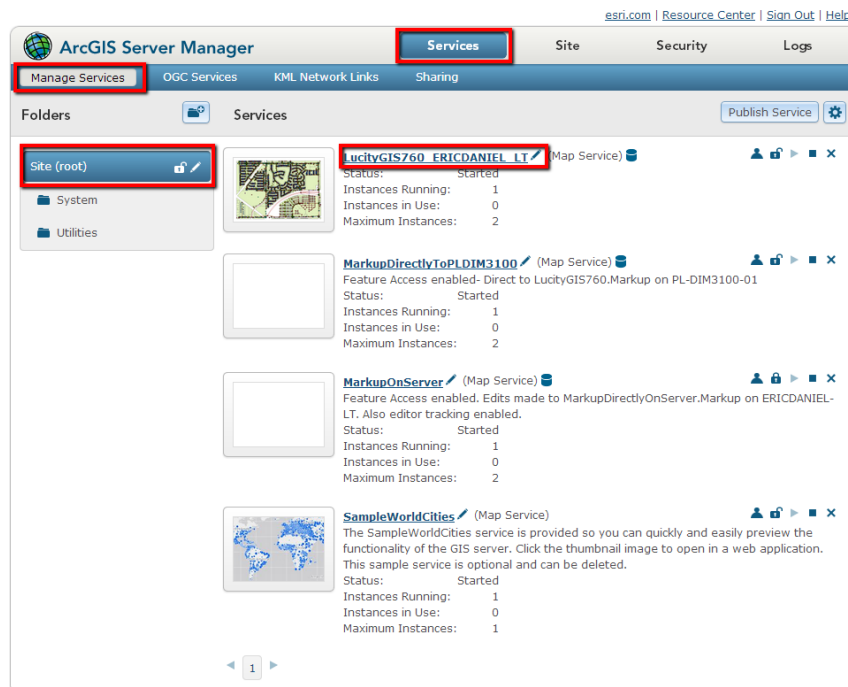 esri.com | Resource Center | Sign Out | Help
ArcGIS Server Manager Services Site Security Logs
Manage Services OGC Services KML Network Links Sharing
Folders Services Publish Service
Site (root)
System
Utilities
LucityGIS760_ERICDANIEL_LT (Map Service)
Status: Started
Instances Running: 1
Instances in Use: 0
Maximum Instances: 2
MarkupDirectlyToPLDIM3100 (Map Service)
Feature Access enabled- Direct to LucityGIS760.Markup on PL-DIM3100-01
Status: Started
Instances Running: 1
Instances in Use: 0
Maximum Instances: 2
MarkupOnServer (Map Service)
Feature Access enabled. Edits made to MarkupDirectlyOnServer.Markup on ERICDANIEL-
LT. Also editor tracking enabled.
Status: Started
Instances Running: 1
Instances in Use: 0
Maximum Instances: 2
SampleWorldCities (Map Service)
The SampleWorldCities service is provided so you can quickly and easily preview the
functionality of the GIS server. Click the thumbnail image to open in a web application.
This sample service is optional and can be deleted.
Status: Started
Instances Running: 1
Instances in Use: 0
Maximum Instances: 1
1